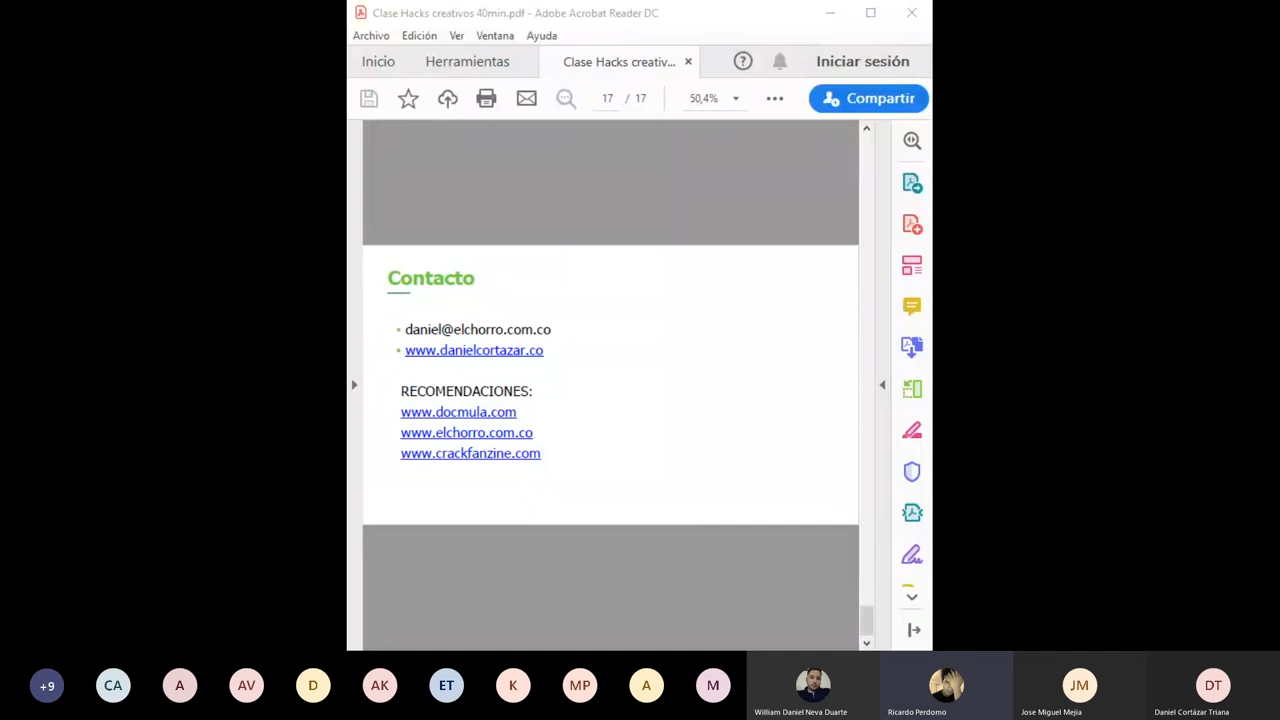 Clase Hacks creativos 40min.pdf - Adobe Acrobat Reader DC
Archivo Edición Ver Ventana Ayuda
Inicio Herramientas Clase Hacks creativ... × Iniciar sesión
17 / 17 50,4% Compartir
Contacto
• daniel@elchorro.com.co
• www.danielcortazar.co
RECOMENDACIONES:
www.docmula.com
www.elchorro.com.co
www.crackfanzine.com
+9 CA A AV D AK ET K MP A M JM DT
William Daniel Neva Duarte Ricardo Perdomo Jose Miguel Mejia Daniel Cortázar Triana